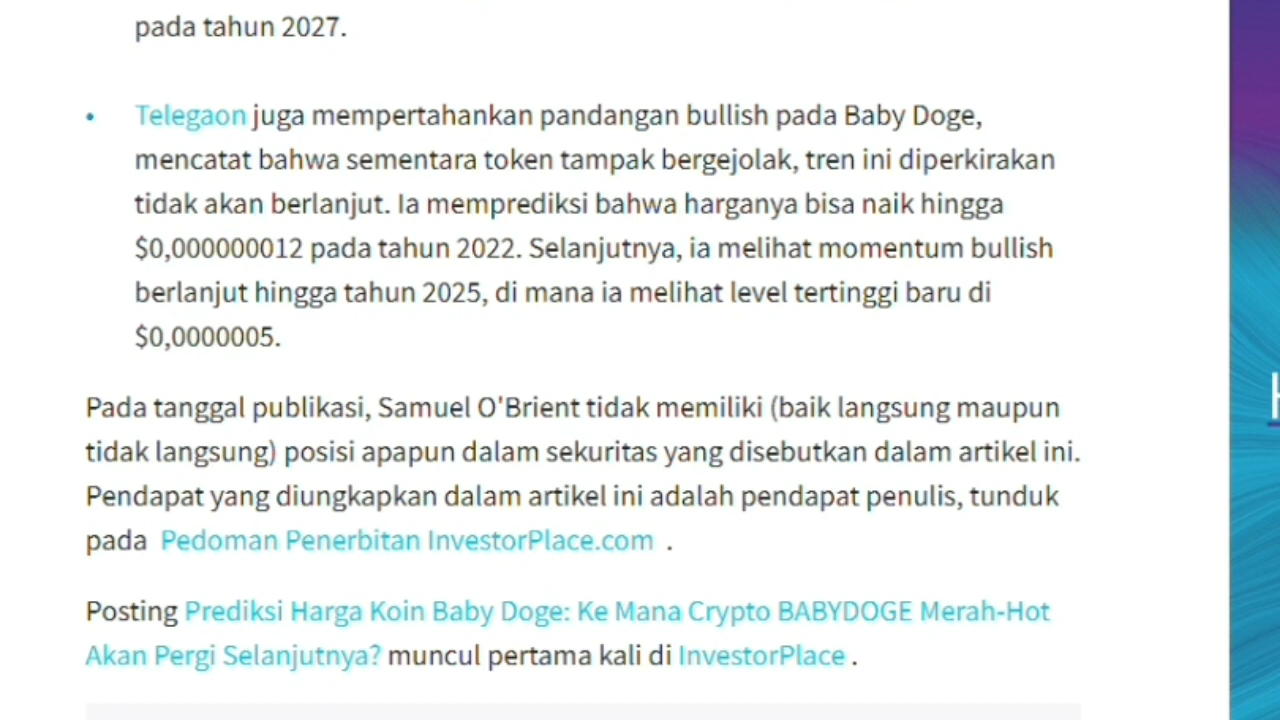 pada tahun 2027.
• Telegaon juga mempertahankan pandangan bullish pada Baby Doge,
mencatat bahwa sementara token tampak bergejolak, tren ini diperkirakan
tidak akan berlanjut. Ia memprediksi bahwa harganya bisa naik hingga
$0,000000012 pada tahun 2022. Selanjutnya, ia melihat momentum bullish
berlanjut hingga tahun 2025, di mana ia melihat level tertinggi baru di
$0,0000005.
Pada tanggal publikasi, Samuel O'Brient tidak memiliki (baik langsung maupun
tidak langsung) posisi apapun dalam sekuritas yang disebutkan dalam artikel ini.
Pendapat yang diungkapkan dalam artikel ini adalah pendapat penulis, tunduk
pada Pedoman Penerbitan InvestorPlace.com .
Posting Prediksi Harga Koin Baby Doge: Ke Mana Crypto BABYDOGE Merah-Hot
Akan Pergi Selanjutnya? muncul pertama kali di InvestorPlace .